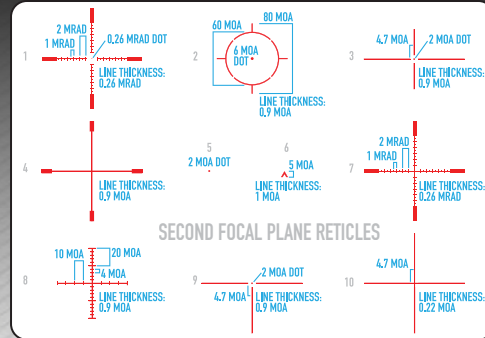 2 MRAD
1 MRAD
0.26 MRAD DOT
1
LINE THICKNESS:
0.26 MRAD
60 MOA
80 MOA
2
6 MOA
DOT
LINE THICKNESS:
0.9 MOA
4.7 MOA
2 MOA DOT
3
LINE THICKNESS:
0.9 MOA
4
LINE THICKNESS:
0.9 MOA
5
2 MOA DOT
6
5 MOA
LINE THICKNESS:
1 MOA
2 MRAD
1 MRAD
7
LINE THICKNESS:
0.26 MRAD
SECOND FOCAL PLANE RETICLES
10 MOA
20 MOA
4 MOA
8
LINE THICKNESS:
0.9 MOA
9
2 MOA DOT
4.7 MOA
LINE THICKNESS:
0.9 MOA
4.7 MOA
10
LINE THICKNESS:
0.22 MOA